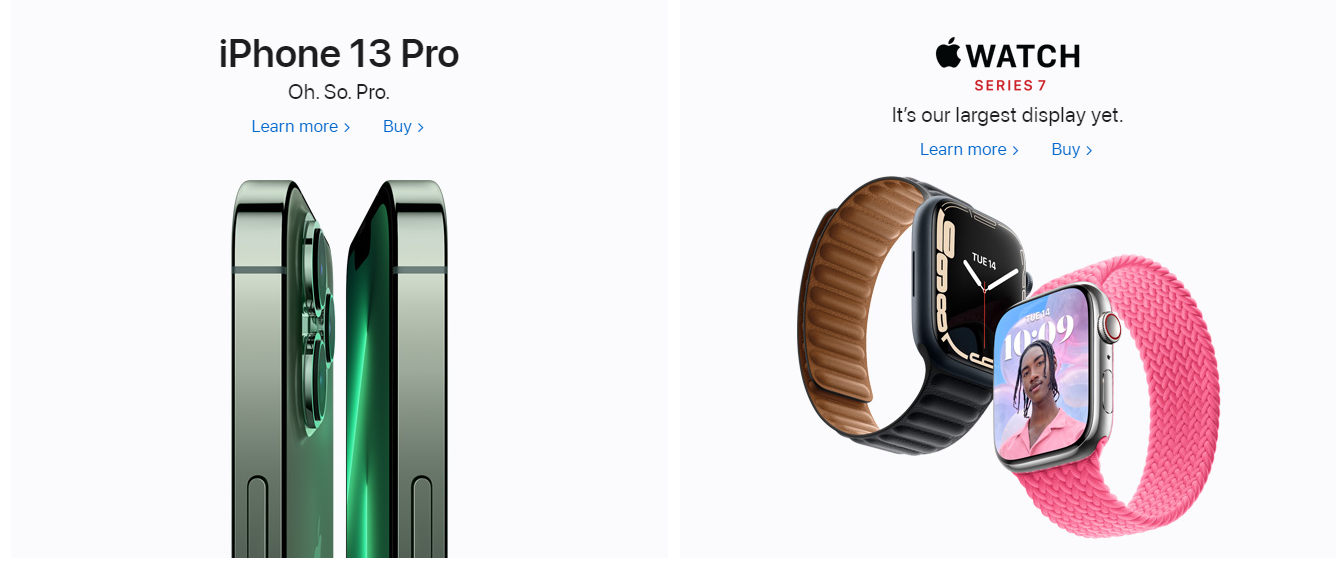 iPhone 13 Pro
Oh. So. Pro.
Learn more >
Buy >
WATCH
SERIES 7
It’s our largest display yet.
Learn more >
Buy >
TUE 14
TUE 14
10:09